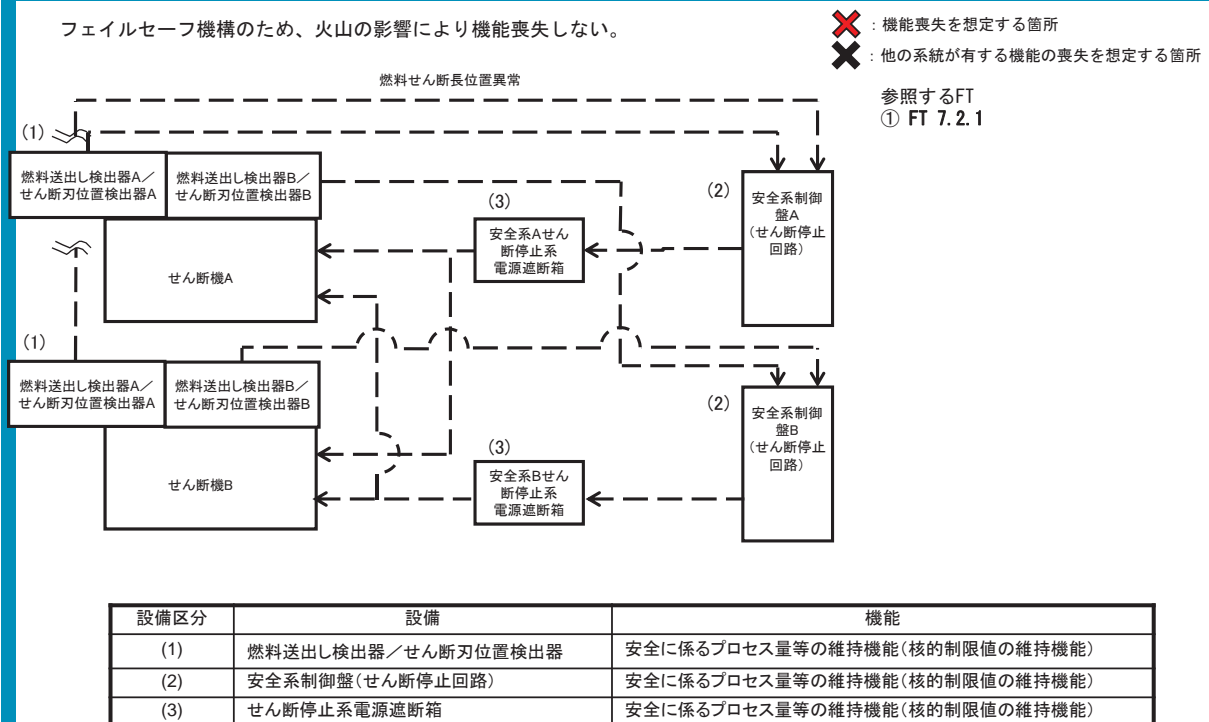 フェイルセーフ機構のため、火山の影響により機能喪失しない。
：機能喪失を想定する箇所
：他の系統が有する機能の喪失を想定する箇所
参照するFT
① FT 7.2.1
燃料せん断長位置異常
(1)
燃料送出し検出器A／
せん断刃位置検出器A
燃料送出し検出器B／
せん断刃位置検出器B
せん断機A
(3)
安全系Aせん
断停止系
電源遮断箱
(2)
安全系制御
盤A
（せん断停止
回路）
(1)
燃料送出し検出器A／
せん断刃位置検出器A
燃料送出し検出器B／
せん断刃位置検出器B
せん断機B
(3)
安全系Bせん
断停止系
電源遮断箱
(2)
安全系制御
盤B
（せん断停止
回路）
設備区分 設備 機能
(1) 燃料送出し検出器／せん断刃位置検出器 安全に係るプロセス量等の維持機能（核的制限値の維持機能）
(2) 安全系制御盤（せん断停止回路） 安全に係るプロセス量等の維持機能（核的制限値の維持機能）
(3) せん断停止系電源遮断箱 安全に係るプロセス量等の維持機能（核的制限値の維持機能）